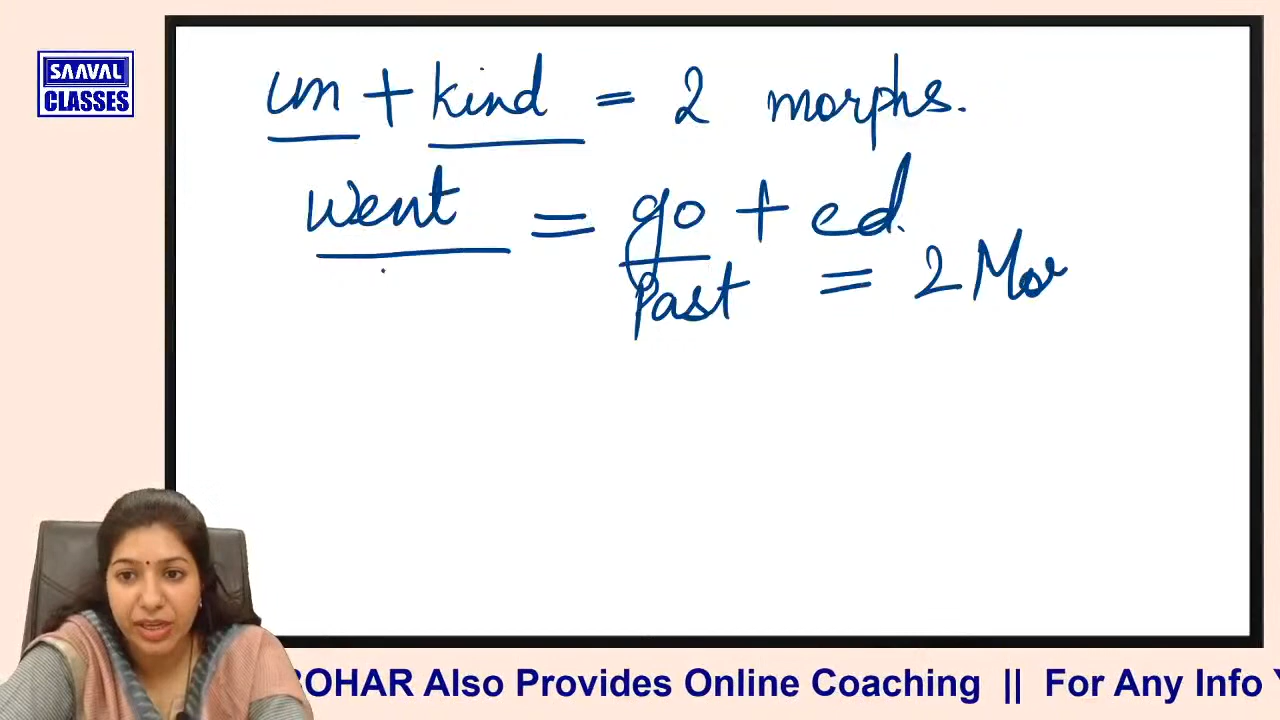 SAAVAL
CLASSES
un + kind = 2 morphs.
went = go + ed.
Past = 2 Mor
ROHAR Also Provides Online Coaching || For Any Info